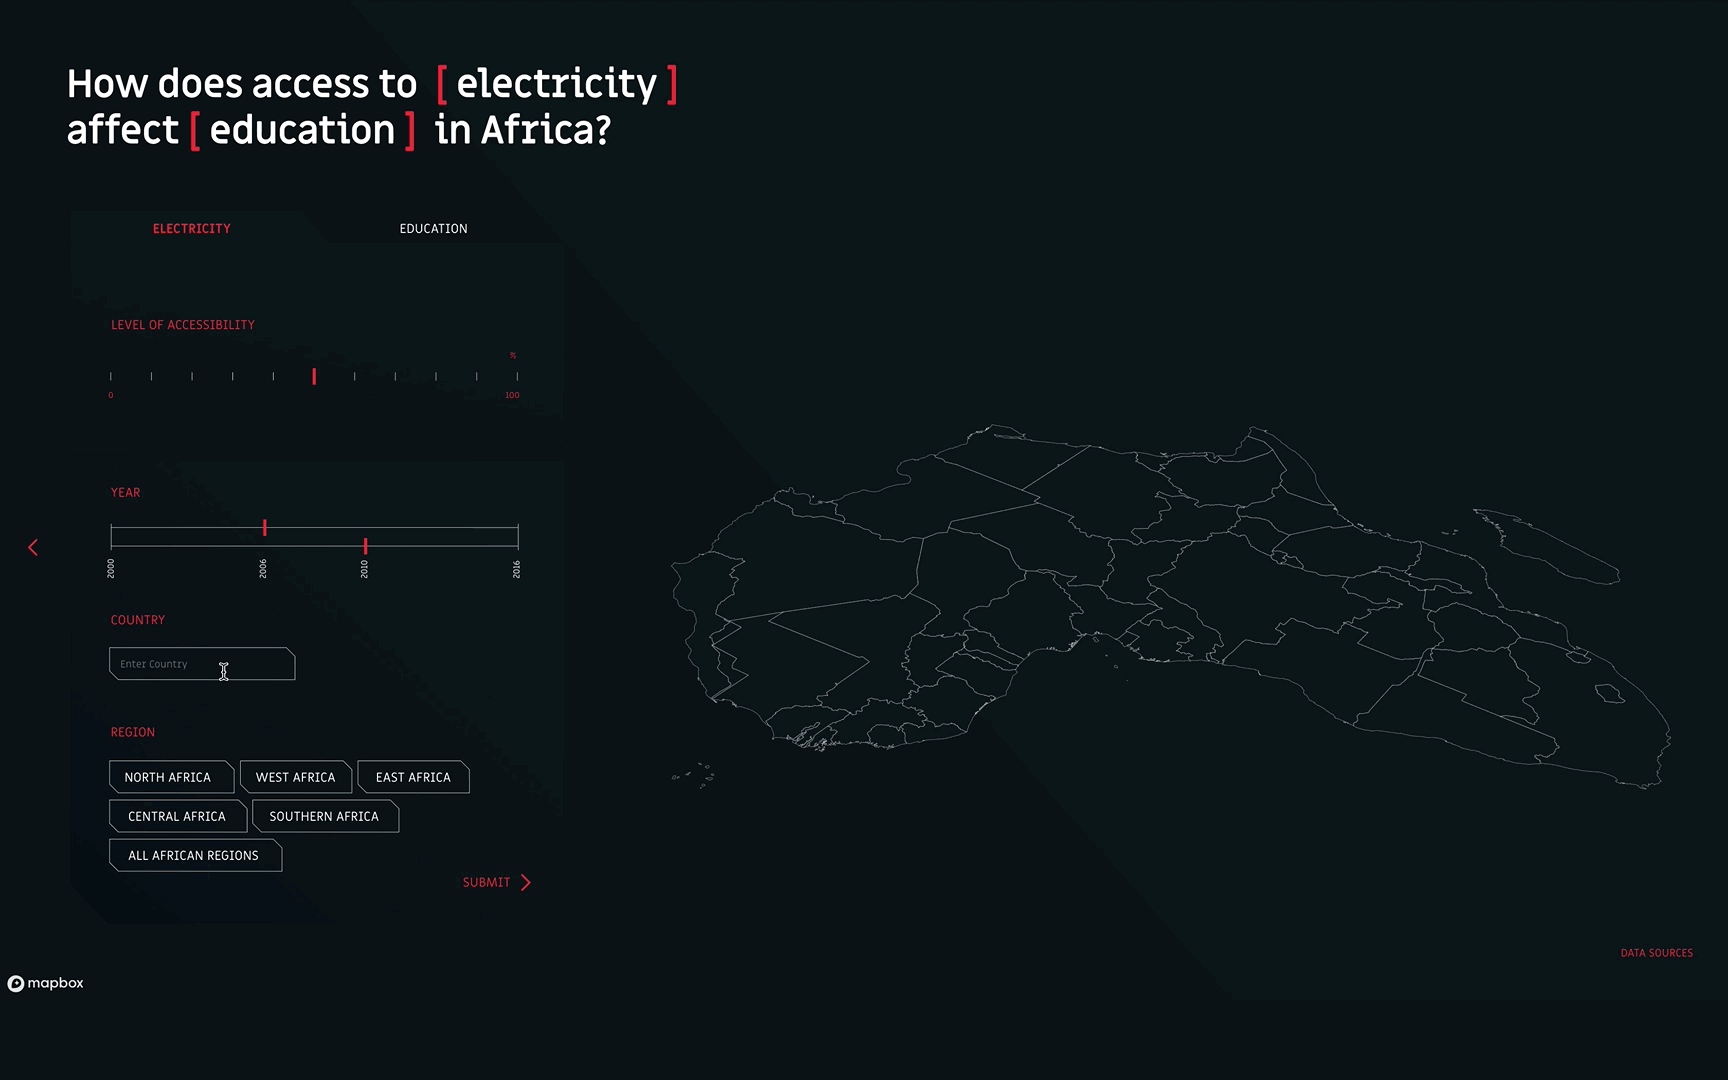 How does access to [ electricity ]
affect [ education ] in Africa?
ELECTRICITY
EDUCATION
LEVEL OF ACCESSIBILITY
%
0
100
YEAR
2000
2006
2010
2016
COUNTRY
Enter Country
REGION
NORTH AFRICA
WEST AFRICA
EAST AFRICA
CENTRAL AFRICA
SOUTHERN AFRICA
ALL AFRICAN REGIONS
SUBMIT
DATA SOURCES
mapbox